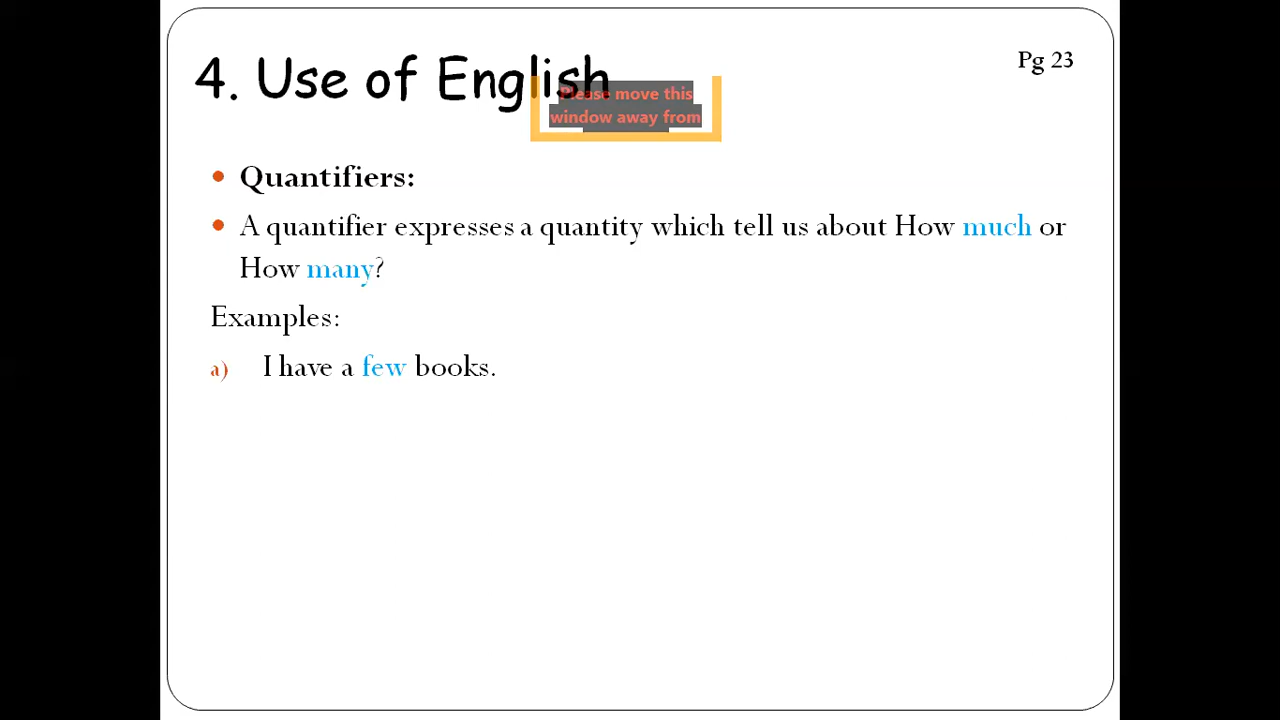 4. Use of English
Pg 23
Please move this
window away from
Quantifiers:
A quantifier expresses a quantity which tell us about How much or
How many?
Examples:
a) I have a few books.